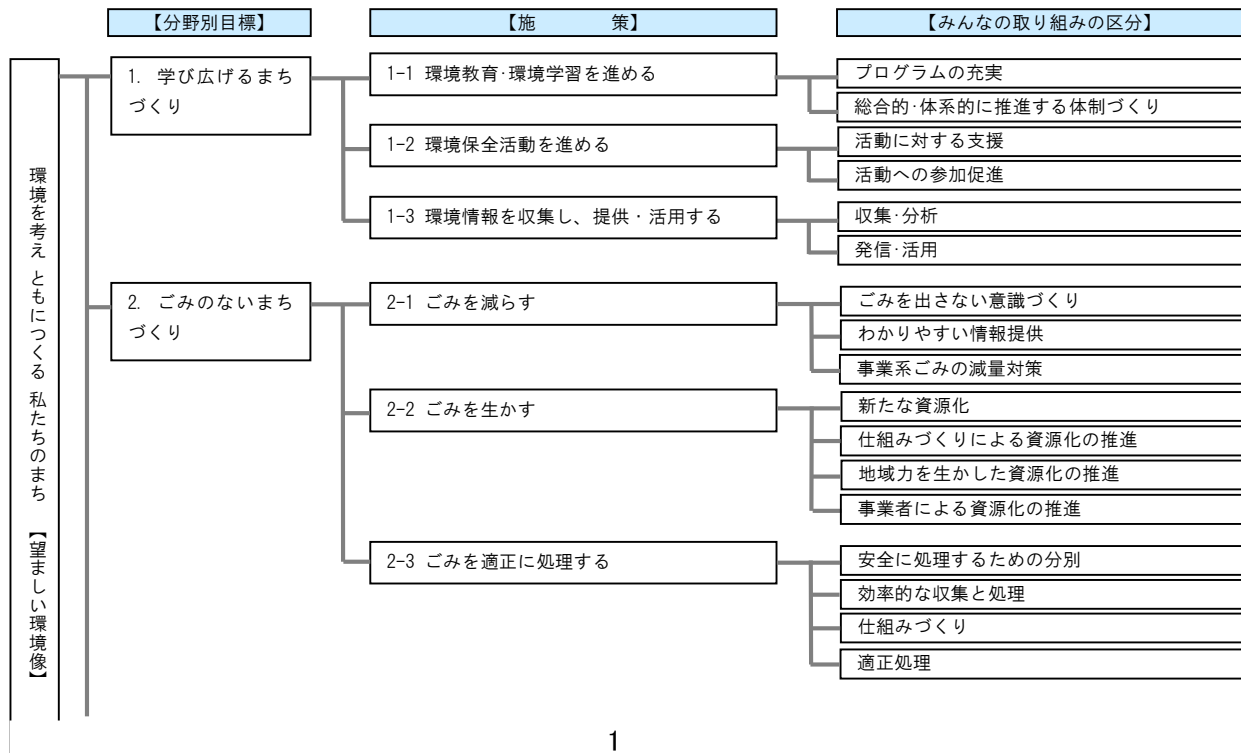 【分野別目標】
【施　　　策】
【みんなの取り組みの区分】
環境を考え ともにつくる 私たちのまち 【望ましい環境像】
1. 学び広げるまち
づくり
1-1 環境教育･環境学習を進める
プログラムの充実
総合的･体系的に推進する体制づくり
1-2 環境保全活動を進める
活動に対する支援
活動への参加促進
1-3 環境情報を収集し、提供・活用する
収集･分析
発信･活用
2. ごみのないまち
づくり
2-1 ごみを減らす
ごみを出さない意識づくり
わかりやすい情報提供
事業系ごみの減量対策
2-2 ごみを生かす
新たな資源化
仕組みづくりによる資源化の推進
地域力を生かした資源化の推進
事業者による資源化の推進
2-3 ごみを適正に処理する
安全に処理するための分別
効率的な収集と処理
仕組みづくり
適正処理
1